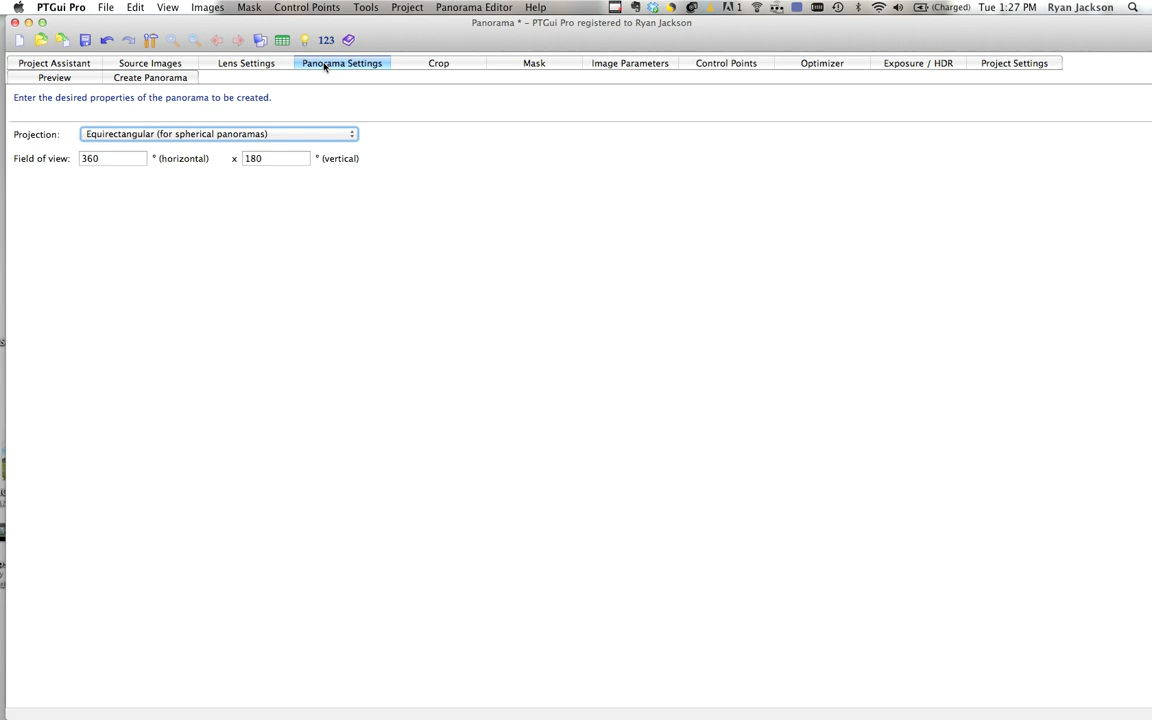 PTGui Pro File Edit View Images Mask Control Points Tools Project Panorama Editor Help 1 (Charged) Tue 1:27 PM Ryan Jackson
Panorama * – PTGui Pro registered to Ryan Jackson
123
Project Assistant Source Images Lens Settings Panorama Settings Crop Mask Image Parameters Control Points Optimizer Exposure / HDR Project Settings
Preview Create Panorama
Enter the desired properties of the panorama to be created.
Projection: Equirectangular (for spherical panoramas)
Field of view: 360 ° (horizontal) x 180 ° (vertical)